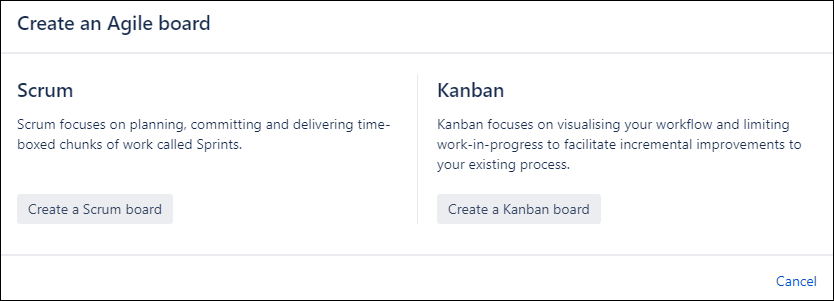 Create an Agile board
Scrum
Scrum focuses on planning, committing and delivering time-
boxed chunks of work called Sprints.
Create a Scrum board
Kanban
Kanban focuses on visualising your workflow and limiting
work-in-progress to facilitate incremental improvements to
your existing process.
Create a Kanban board
Cancel